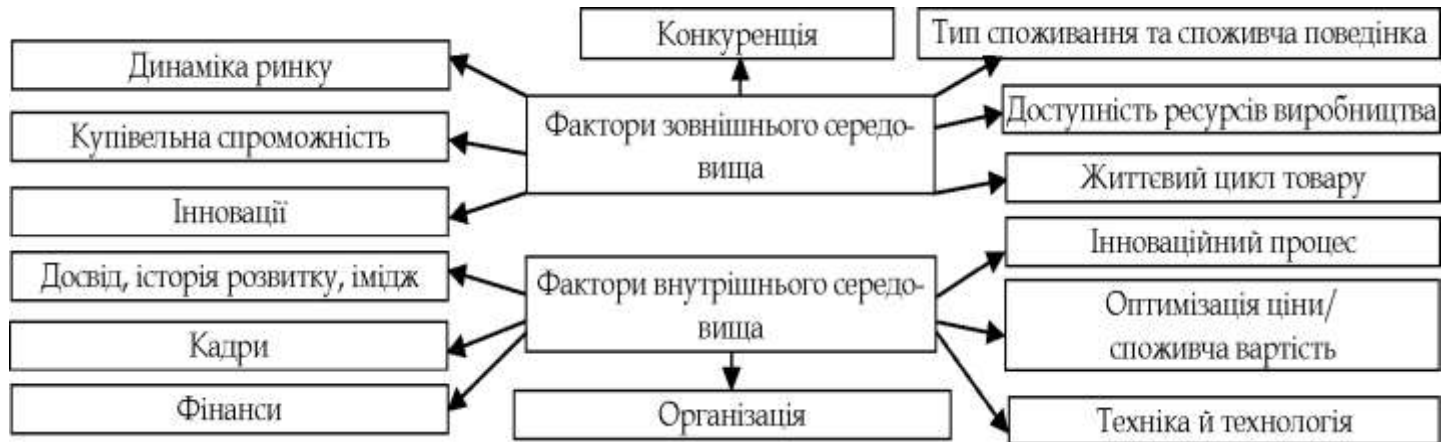 Конкуренція
Тип споживання та споживча поведінка
Динаміка ринку
Доступність ресурсів виробництва
Купівельна спроможність
Фактори зовнішнього середо-
вища
Життєвий цикл товару
Інновації
Інноваційний процес
Досвід, історія розвитку, імідж
Фактори внутрішнього середо-
вища
Оптимізація ціни/
споживча вартість
Кадри
Фінанси
Організація
Техніка й технологія